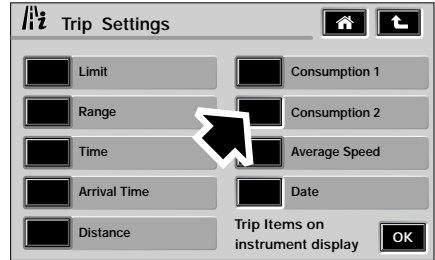 Trip Settings
Limit
Range
Time
Arrival Time
Distance
Consumption 1
Consumption 2
Average Speed
Date
Trip Items on
instrument display
OK